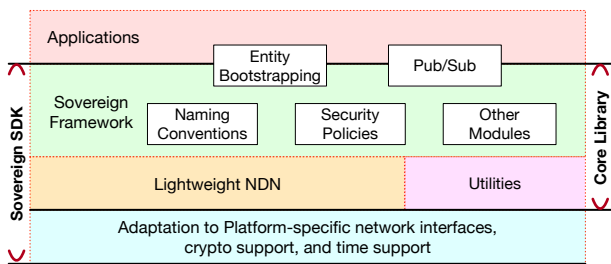 Applications
Entity
Bootstrapping
Pub/Sub
Sovereign
Framework
Naming
Conventions
Security
Policies
Other
Modules
Lightweight NDN
Utilities
Adaptation to Platform-specific network interfaces,
crypto support, and time support
Sovereign SDK
Core Library